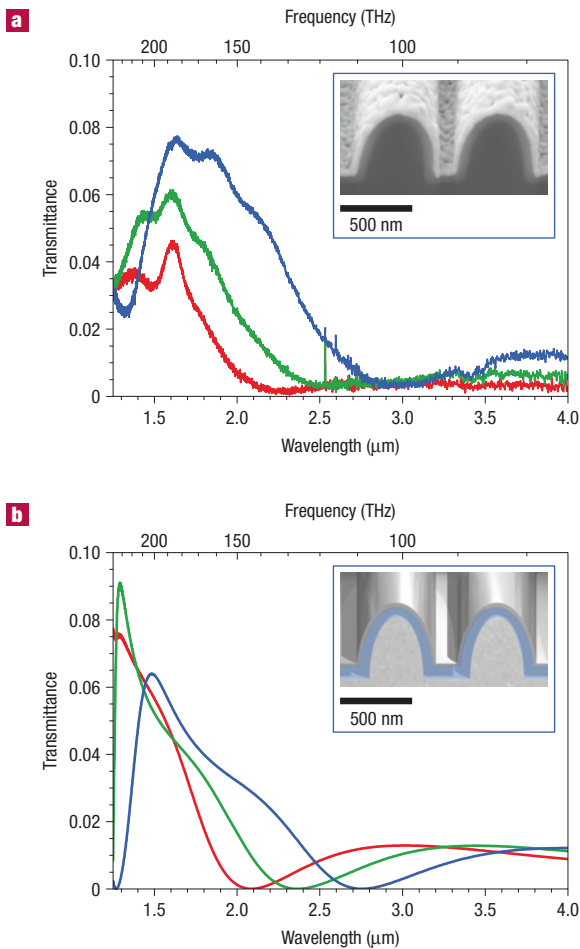 a
Frequency (THz)
200 150 100
0.10
0.08
0.06
0.04
0.02
0
Transmittance
500 nm
1.5 2.0 2.5 3.0 3.5 4.0
Wavelength (μm)
b
Frequency (THz)
200 150 100
0.10
0.08
0.06
0.04
0.02
0
Transmittance
500 nm
1.5 2.0 2.5 3.0 3.5 4.0
Wavelength (μm)